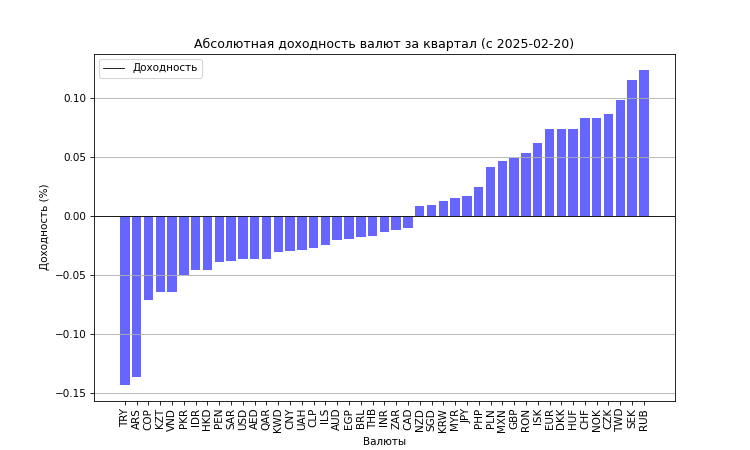 Абсолютная доходность валют за квартал (с 2025-02-20)
Доходность
0.10
0.05
0.00
−0.05
−0.10
−0.15
Доходность (%)
TRY ARS COP KZT VND PKR IDR HKD PEN SAR USD AED QAR KWD CNY UAH CLP ILS AUD EGP BRL THB INR ZAR CAD NZD SGD KRW MYR JPY PHP PLN MXN GBP RON ISK EUR DKK HUF CHF NOK CZK TWD SEK RUB
Валюты